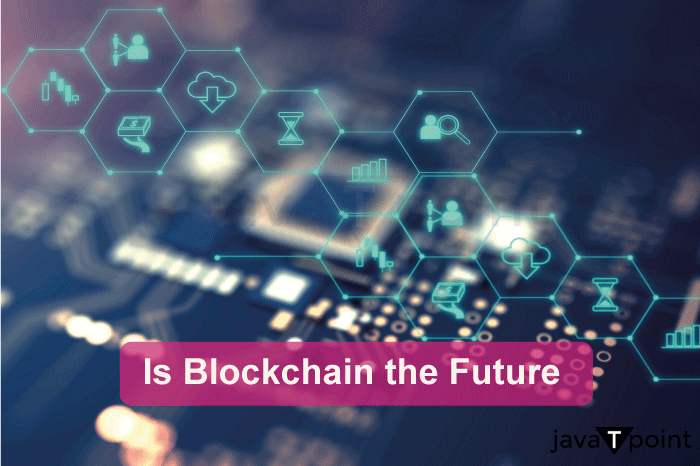 Is Blockchain the Future
javaTpoint